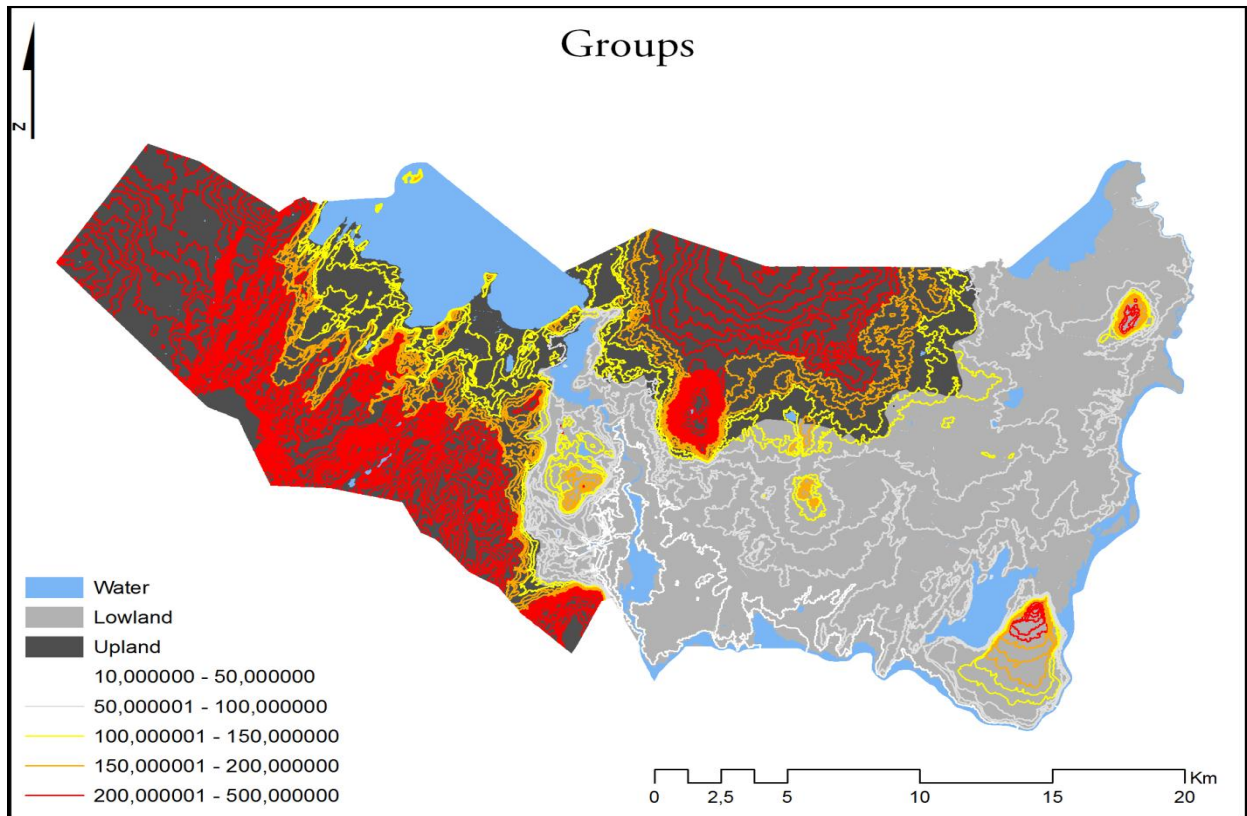 Groups
N
Water
Lowland
Upland
10,000000 - 50,000000
50,000001 - 100,000000
100,000001 - 150,000000
150,000001 - 200,000000
200,000001 - 500,000000
Km
0 2,5 5 10 15 20